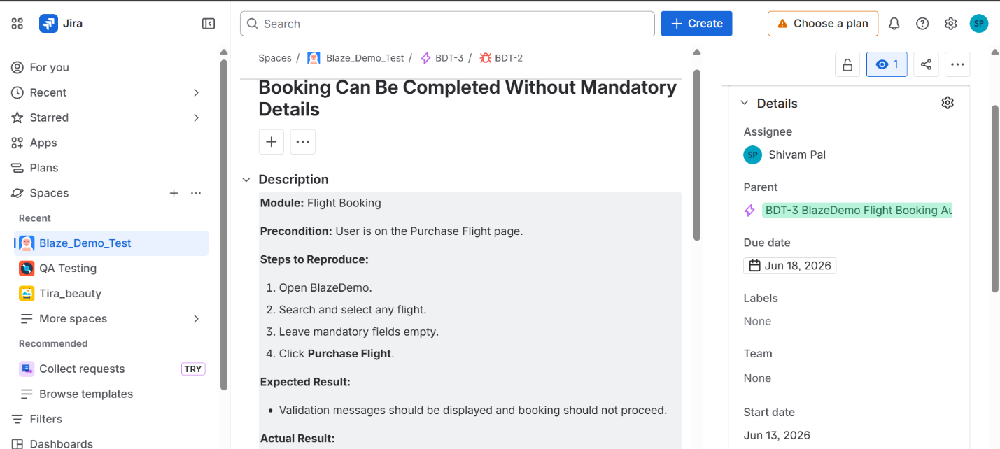 Jira
Search
+ Create
Choose a plan
SP
For you
Recent
Starred
Apps
Plans
Spaces
Recent
Blaze_Demo_Test
QA Testing
Tira_beauty
More spaces
Recommended
Collect requests TRY
Browse templates
Filters
Dashboards
Spaces / Blaze_Demo_Test / BDT-3 / BDT-2
1
Booking Can Be Completed Without Mandatory
Details
Description
Module: Flight Booking
Precondition: User is on the Purchase Flight page.
Steps to Reproduce:
1. Open BlazeDemo.
2. Search and select any flight.
3. Leave mandatory fields empty.
4. Click Purchase Flight.
Expected Result:
• Validation messages should be displayed and booking should not proceed.
Actual Result:
Details
Assignee
SP Shivam Pal
Parent
BDT-3 BlazeDemo Flight Booking Au
Due date
Jun 18, 2026
Labels
None
Team
None
Start date
Jun 13, 2026